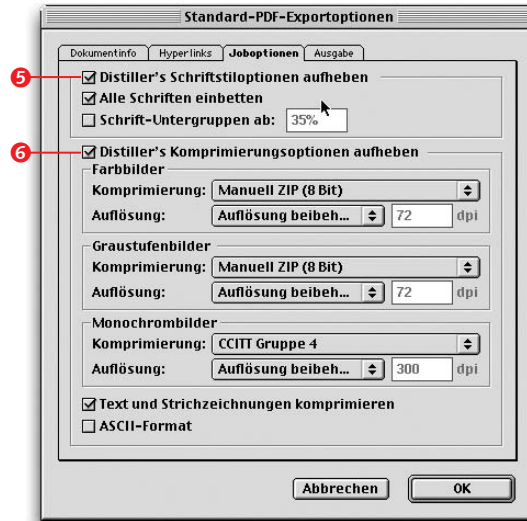 Standard-PDF-Exportoptionen
Dokumentinfo Hyperlinks Joboptionen Ausgabe
5 Distiller's Schriftstiloptionen aufheben
Alle Schriften einbetten
Schrift-Untergruppen ab: 35%
6 Distiller's Komprimierungsoptionen aufheben
Farbbilder
Komprimierung: Manuell ZIP (8 Bit)
Auflösung: Auflösung beibeh... 72 dpi
Graustufenbilder
Komprimierung: Manuell ZIP (8 Bit)
Auflösung: Auflösung beibeh... 72 dpi
Monochrombilder
Komprimierung: CCITT Gruppe 4
Auflösung: Auflösung beibeh... 300 dpi
Text und Strichzeichnungen komprimieren
ASCII-Format
Abbrechen OK